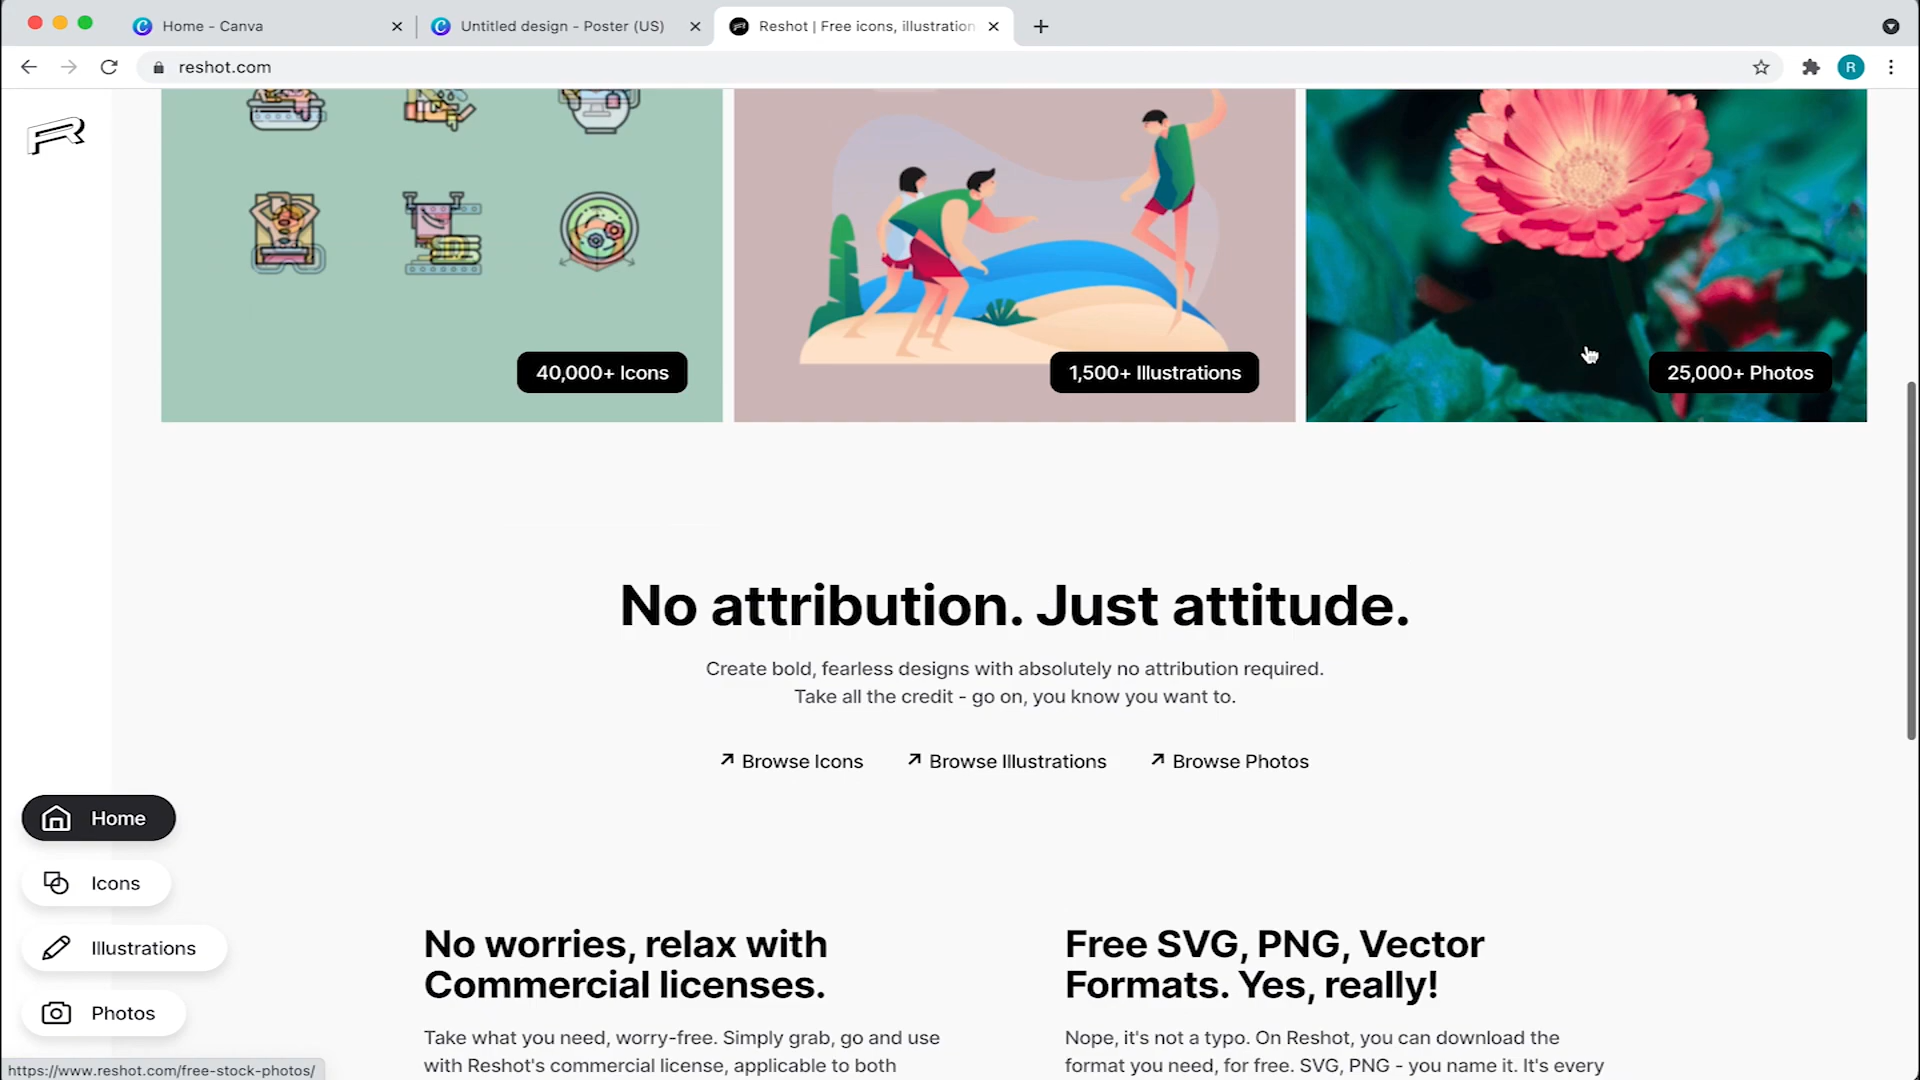 Home - Canva
Untitled design - Poster (US)
Reshot | Free icons, illustration
reshot.com
R
40,000+ Icons
1,500+ Illustrations
25,000+ Photos
No attribution. Just attitude.
Create bold, fearless designs with absolutely no attribution required.
Take all the credit - go on, you know you want to.
Browse Icons
Browse Illustrations
Browse Photos
Home
Icons
Illustrations
Photos
No worries, relax with
Commercial licenses.
Take what you need, worry-free. Simply grab, go and use
with Reshot's commercial license, applicable to both
Free SVG, PNG, Vector
Formats. Yes, really!
Nope, it's not a typo. On Reshot, you can download the
format you need, for free. SVG, PNG - you name it. It's every
https://www.reshot.com/free-stock-photos/